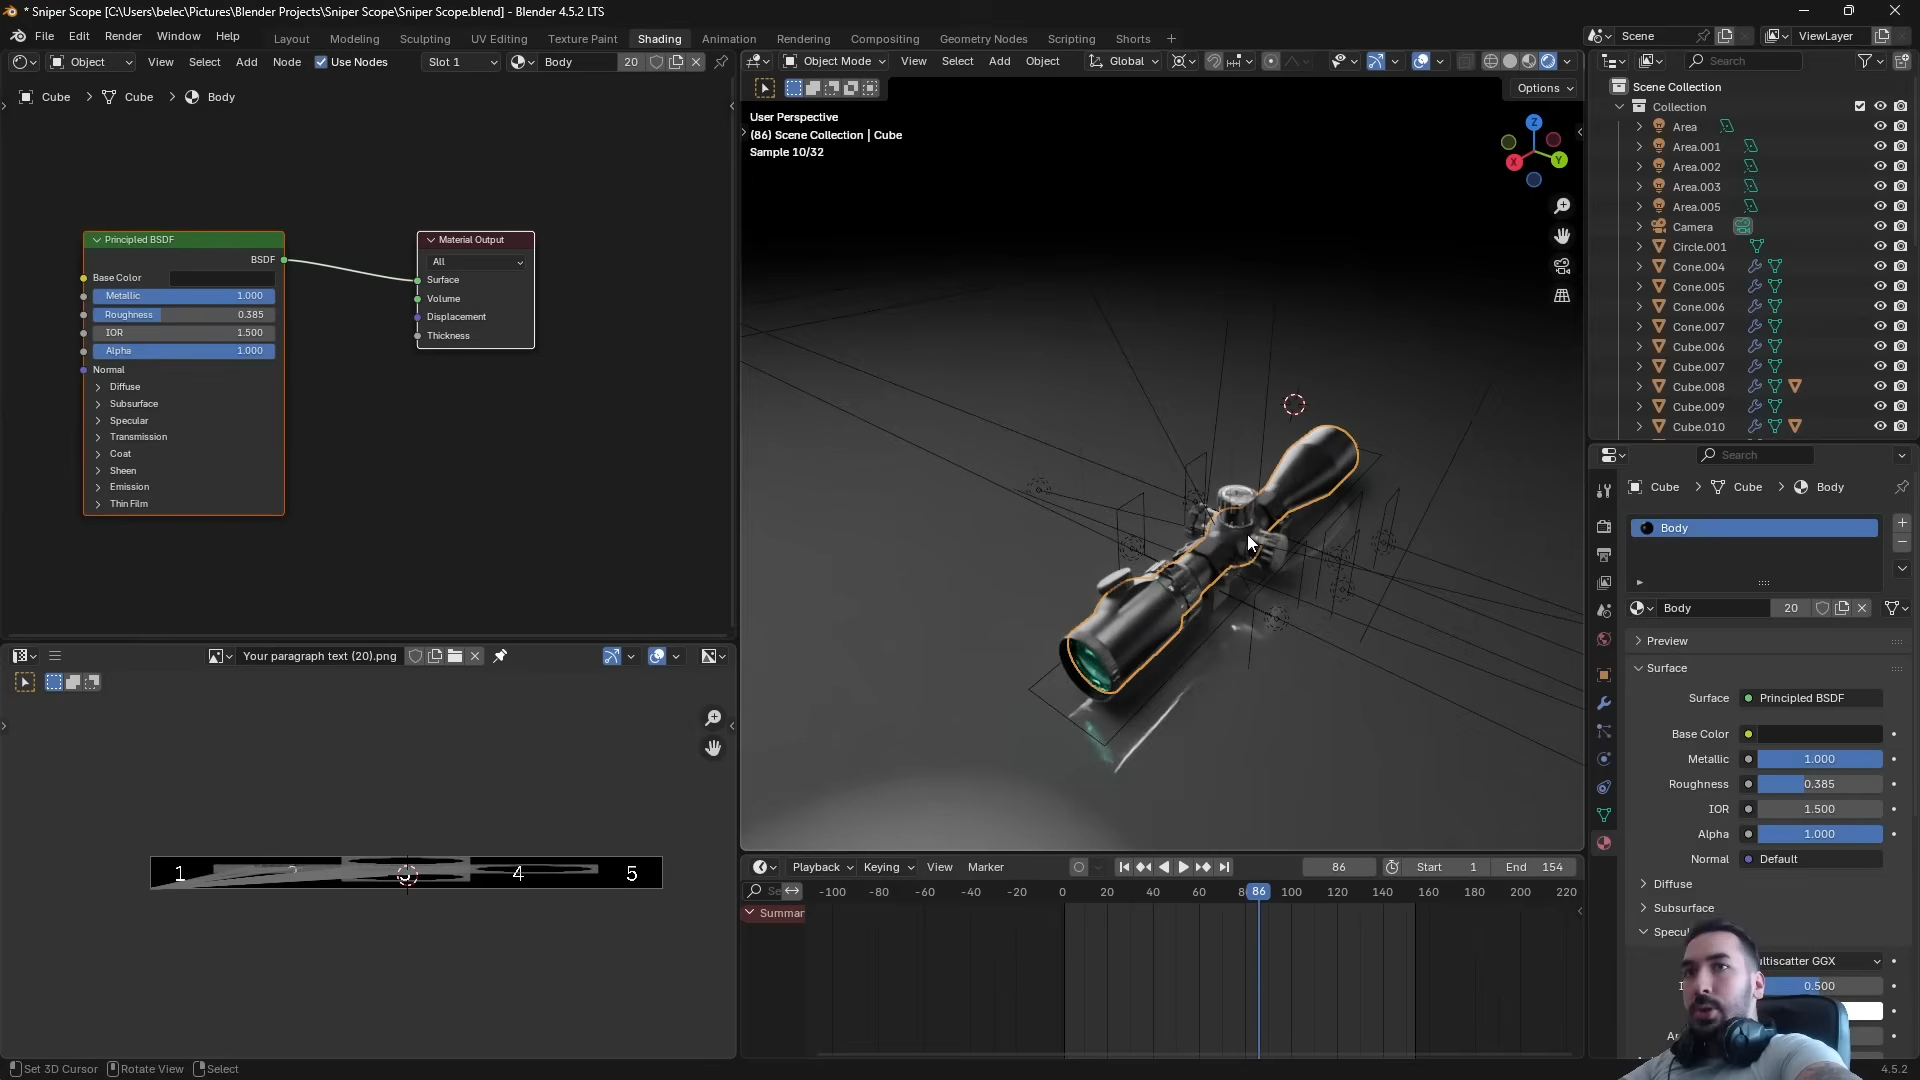 * Sniper Scope [C:\Users\belec\Pictures\Blender Projects\Sniper Scope\Sniper Scope.blend] - Blender 4.5.2 LTS
File Edit Render Window Help Layout Modeling Sculpting UV Editing Texture Paint Shading Animation Rendering Compositing Geometry Nodes Scripting Shorts + Scene ViewLayer
Object View Select Add Node Use Nodes Slot 1 Body 20
Object Mode View Select Add Object Global
Search
Cube > Cube > Body
Options
User Perspective
(86) Scene Collection | Cube
Sample 10/32
Z
Y
X
Scene Collection
Collection
Area
Area.001
Area.002
Area.003
Area.005
Camera
Circle.001
Cone.004
Cone.005
Cone.006
Cone.007
Cube.006
Cube.007
Cube.008
Cube.009
Cube.010
Principled BSDF
BSDF
Base Color
Metallic 1.000
Roughness 0.385
IOR 1.500
Alpha 1.000
Normal
Diffuse
Subsurface
Specular
Transmission
Coat
Sheen
Emission
Thin Film
Material Output
All
Surface
Volume
Displacement
Thickness
Search
Cube > Cube > Body
Body
Body 20
Preview
Surface
Surface Principled BSDF
Base Color
Metallic 1.000
Roughness 0.385
IOR 1.500
Alpha 1.000
Normal Default
Diffuse
Subsurface
Specul
ultiscatter GGX
0.500
Your paragraph text (20).png
1 4 5
Playback Keying View Marker 86 Start 1 End 154
Se -100 -80 -60 -40 -20 0 20 40 60 8 86 100 120 140 160 180 200 220
Summar
Set 3D Cursor Rotate View Select
4.5.2